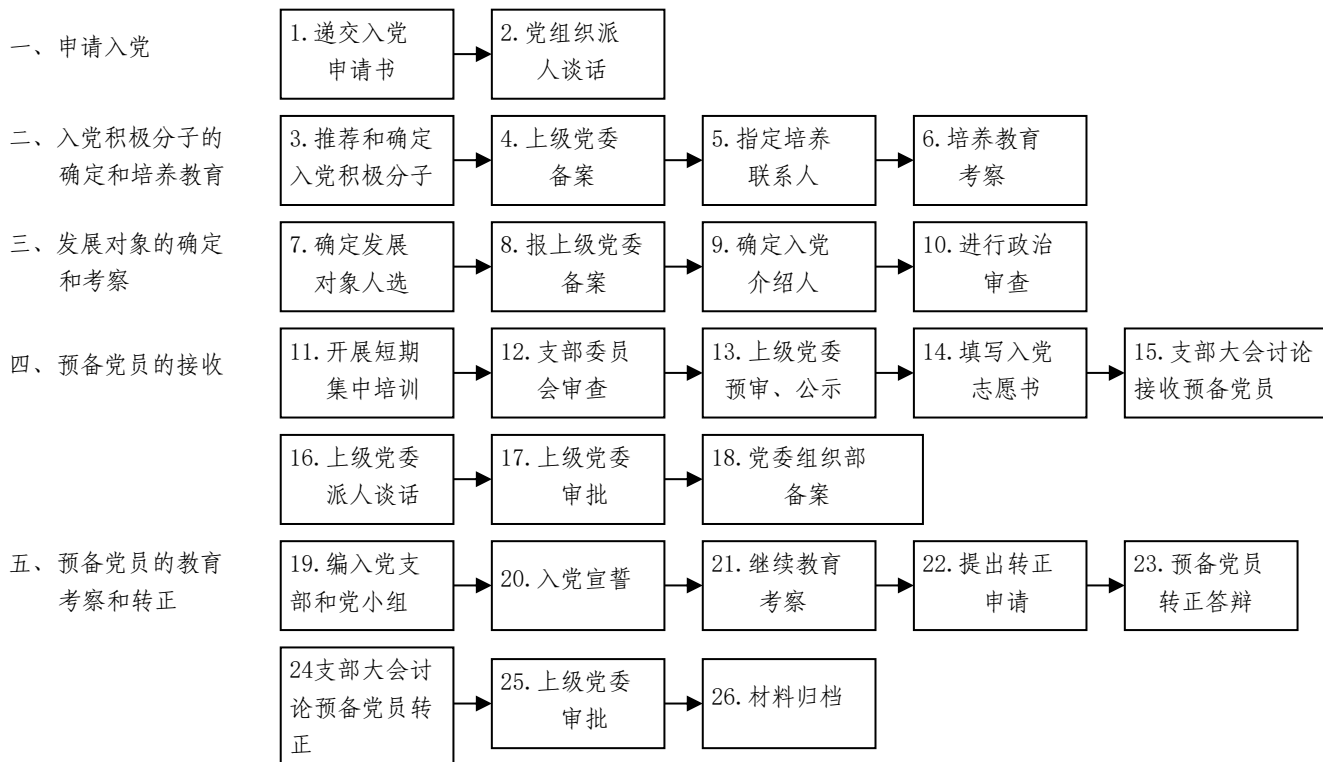 一、申请入党
1.递交入党
申请书
2.党组织派
人谈话
二、入党积极分子的
确定和培养教育
3.推荐和确定
入党积极分子
4.上级党委
备案
5.指定培养
联系人
6.培养教育
考察
三、发展对象的确定
和考察
7.确定发展
对象人选
8.报上级党委
备案
9.确定入党
介绍人
10.进行政治
审查
四、预备党员的接收
11.开展短期
集中培训
12.支部委员
会审查
13.上级党委
预审、公示
14.填写入党
志愿书
15.支部大会讨论
接收预备党员
16.上级党委
派人谈话
17.上级党委
审批
18.党委组织部
备案
五、预备党员的教育
考察和转正
19.编入党支
部和党小组
20.入党宣誓
21.继续教育
考察
22.提出转正
申请
23.预备党员
转正答辩
24支部大会讨
论预备党员转
正
25.上级党委
审批
26.材料归档